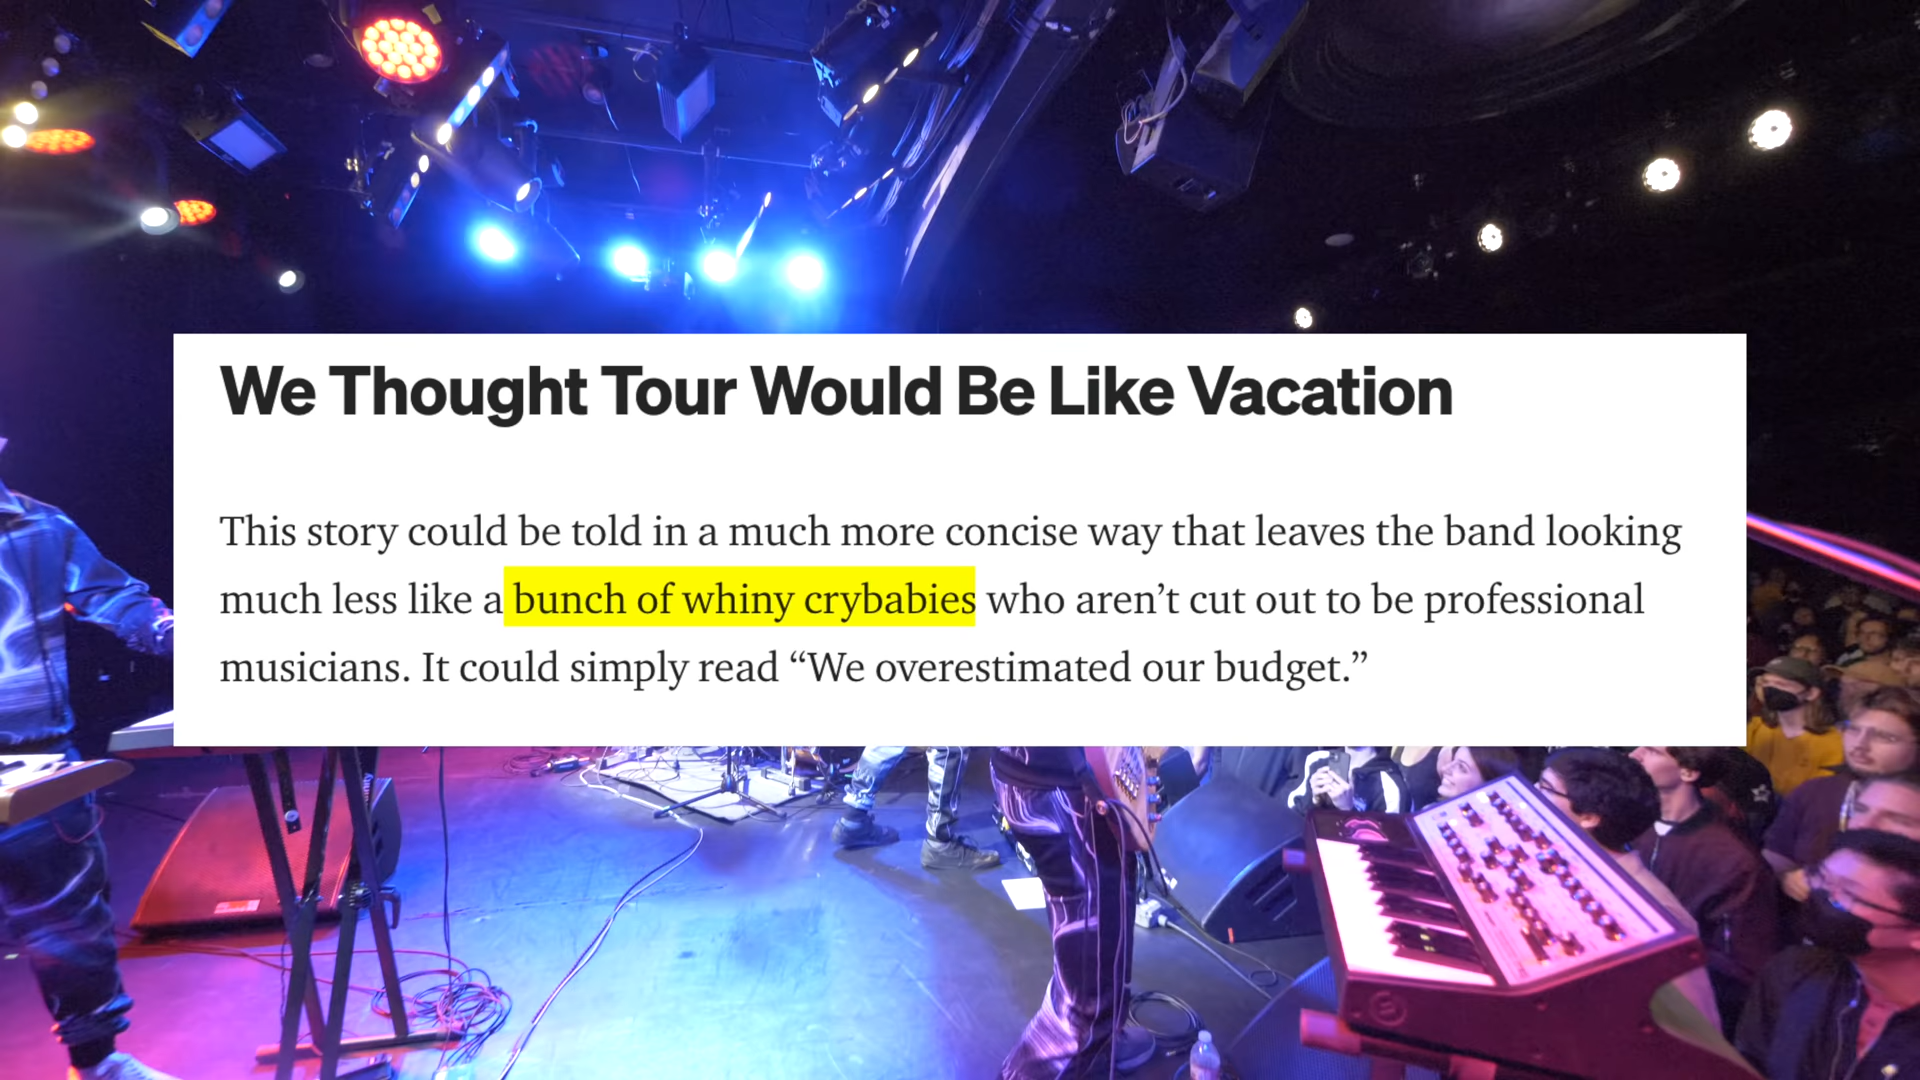 We Thought Tour Would Be Like Vacation
This story could be told in a much more concise way that leaves the band looking
much less like a bunch of whiny crybabies who aren’t cut out to be professional
musicians. It could simply read “We overestimated our budget.”